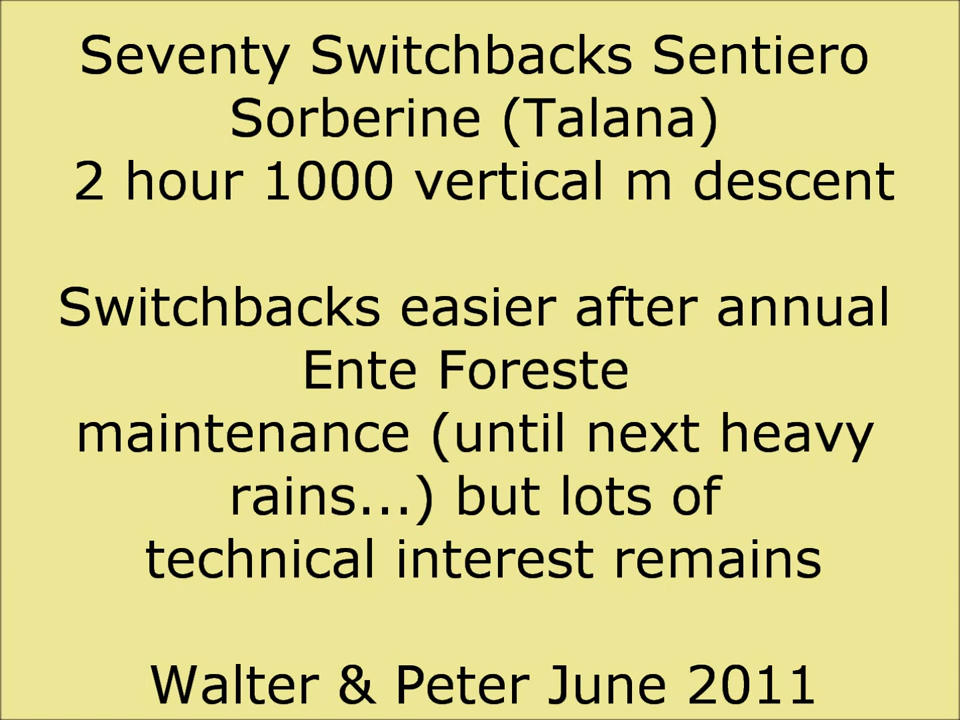 Seventy Switchbacks Sentiero
Sorberine (Talana)
2 hour 1000 vertical m descent
Switchbacks easier after annual
Ente Foreste
maintenance (until next heavy
rains...) but lots of
technical interest remains
Walter & Peter June 2011